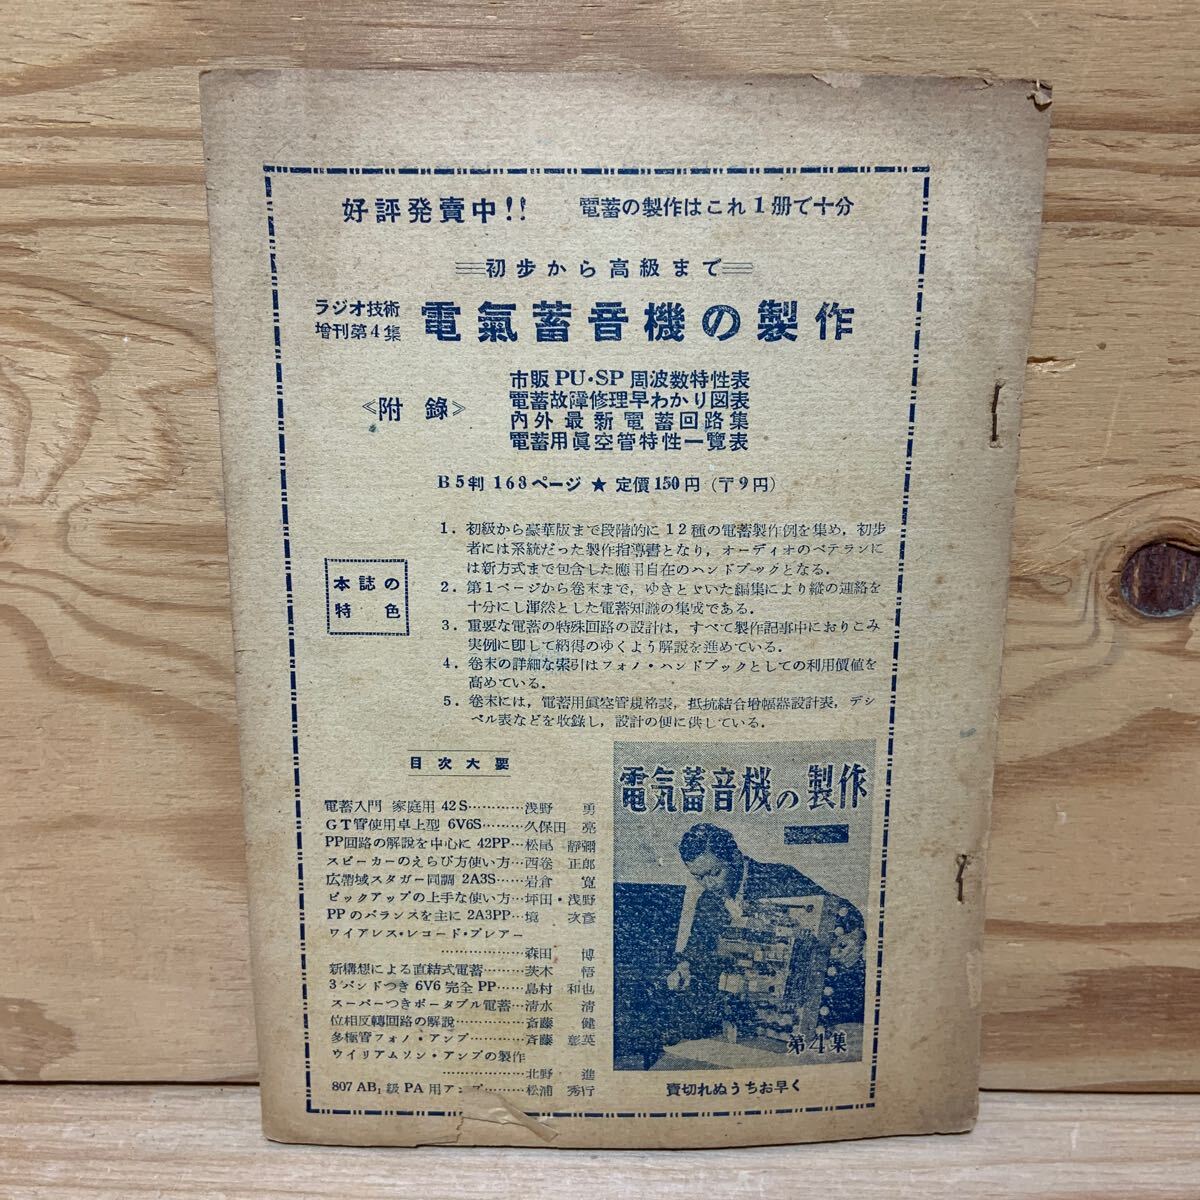 好評発賣中!!　電蓄の製作はこれ1册で十分
初歩から高級まで
ラジオ技術
増刊第4集
電氣蓄音機の製作
《附錄》
市販PU・SP周波数特性表
電蓄故障修理早わかり図表
内外最新電蓄回路集
電蓄用眞空管特性一覽表
B5判 168ページ ★ 定價150円（〒9円）
本誌の
特色
1．初級から豪華版まで段階的に12種の電蓄製作例を集め，初歩
者には系統だった製作指導書となり，オーディオのベテランに
は新方式まで包含した應用自在のハンドブックとなる．
2．第1ページから卷末まで，ゆきとどいた編集により縱の連絡を
十分にし渾然とした電蓄知識の集成である．
3．重要な電蓄の特殊回路の設計は，すべて製作記事中におりこみ
実例に卽して納得のゆくよう解説を進めている．
4．卷末の詳細な索引はフォノ・ハンドブックとしての利用價値を
高めている．
5．卷末には，電蓄用眞空管規格表，抵抗結合増幅器設計表，デシ
ベル表などを收錄し，設計の便に供している．
目次大要
電蓄入門 家庭用 42S…………浅野 勇
GT管使用卓上型 6V6S………久保田 亮
PP回路の解説を中心に 42PP…松尾 靜彌
スピーカーのえらび方使い方…西卷 正郎
広帶域スタガー同調 2A3S……岩倉 寬
ピックアップの上手な使い方…坪田・浅野
PPのバランスを主に 2A3PP…境 次彦
ワイアレス・レコード・プレアー
………………森田 博
新構想による直結式電蓄………茨木 悟
3バンドつき 6V6 完全PP……島村 和也
スーパーつきポータブル電蓄…清水 清
位相反轉回路の解説……………斎藤 健
多極管フォノ・アンプ…………斉藤 彰英
ウイリアムソン・アンプの製作
………………北野 進
807 AB₁級PA用アンプ………松浦 秀行
電気蓄音機の製作
第4集
賣切れぬうちお早く